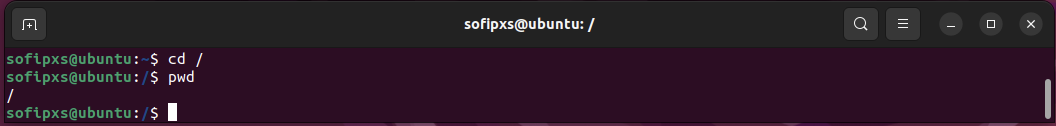 sofipxs@ubuntu: /
sofipxs@ubuntu:~$ cd /
sofipxs@ubuntu:/$ pwd
/
sofipxs@ubuntu:/$